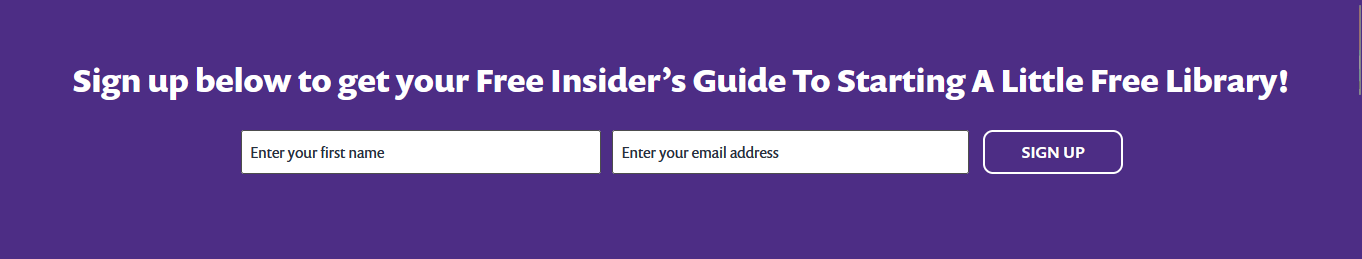 Sign up below to get your Free Insider’s Guide To Starting A Little Free Library!
Enter your first name
Enter your email address
SIGN UP